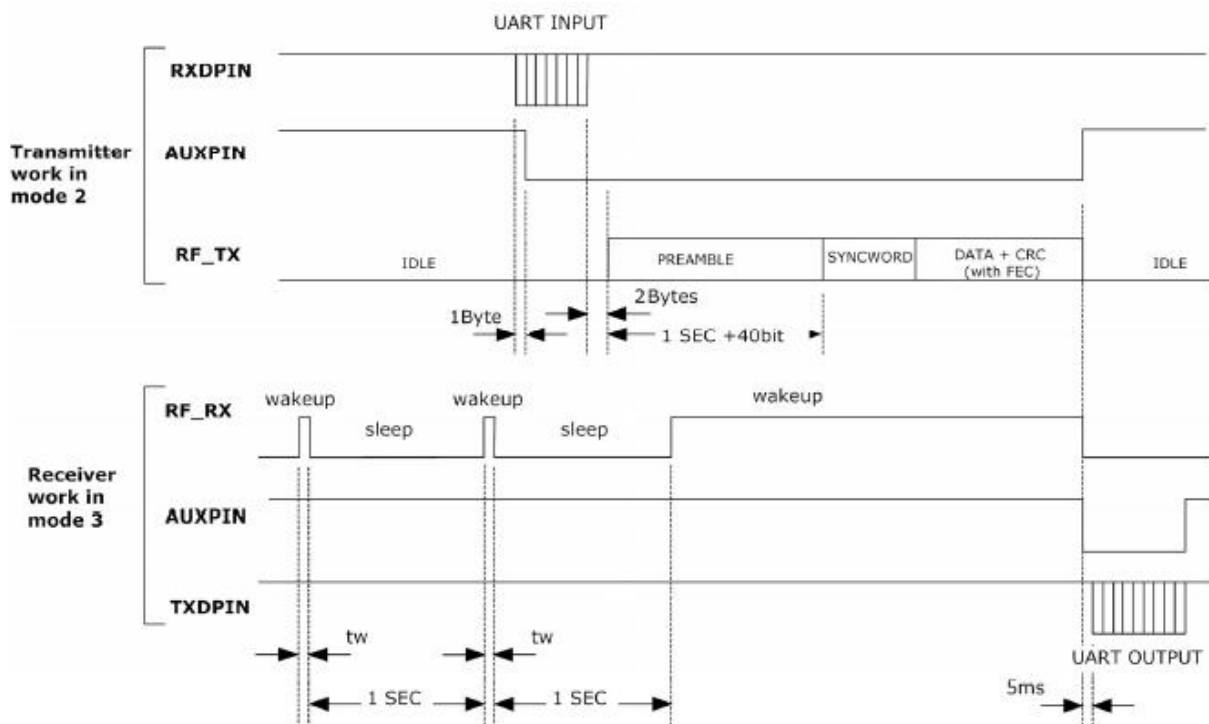 UART INPUT
RXDPIN
AUXPIN
Transmitter
work in
mode 2
RF_TX
IDLE
PREAMBLE
SYNCWORD
DATA + CRC
(with FEC)
IDLE
2Bytes
1Byte
1 SEC +40bit
RF_RX
wakeup
wakeup
wakeup
sleep
sleep
Receiver
work in
mode 3
AUXPIN
TXDPIN
tw
tw
UART OUTPUT
1 SEC
1 SEC
5ms